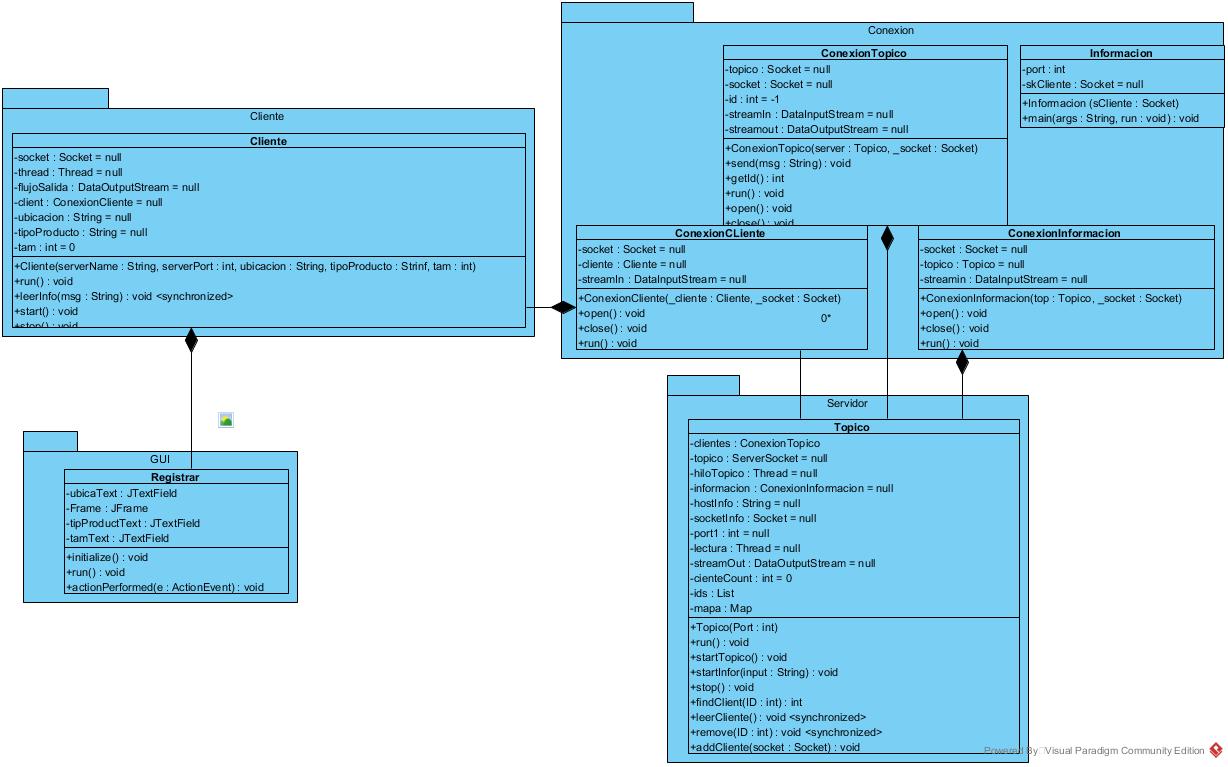 Conexion
ConexionTopico
-topico : Socket = null
-socket : Socket = null
-id : int = -1
-streamIn : DataInputStream = null
-streamout : DataOutputStream = null
+ConexionTopico(server : Topico, _socket : Socket)
+send(msg : String) : void
+getId() : int
+run() : void
+open() : void
+close() : void
Informacion
-port : int
-skCliente : Socket = null
+Informacion (sCliente : Socket)
+main(args : String, run : void) : void
Cliente
Cliente
-socket : Socket = null
-thread : Thread = null
-flujoSalida : DataOutputStream = null
-client : ConexionCliente = null
-ubicacion : String = null
-tipoProducto : String = null
-tam : int = 0
+Cliente(serverName : String, serverPort : int, ubicacion : String, tipoProducto : Strinf, tam : int)
+run() : void
+leerInfo(msg : String) : void <synchronized>
+start() : void
+stop() : void
ConexionCLiente
-socket : Socket = null
-cliente : Cliente = null
-streamIn : DataInputStream = null
+ConexionCliente(_cliente : Cliente, _socket : Socket)
+open() : void
+close() : void
+run() : void
0*
ConexionInformacion
-socket : Socket = null
-topico : Topico = null
-streamin : DataInputStream = null
+ConexionInformacion(top : Topico, _socket : Socket)
+open() : void
+close() : void
+run() : void
GUI
Registrar
-ubicaText : JTextField
-Frame : JFrame
-tipProductText : JTextField
-tamText : JTextField
+initialize() : void
+run() : void
+actionPerformed(e : ActionEvent) : void
Servidor
Topico
-clientes : ConexionTopico
-topico : ServerSocket = null
-hiloTopico : Thread = null
-informacion : ConexionInformacion = null
-hostInfo : String = null
-socketInfo : Socket = null
-port1 : int = null
-lectura : Thread = null
-streamOut : DataOutputStream = null
-cienteCount : int = 0
-ids : List
-mapa : Map
+Topico(Port : int)
+run() : void
+startTopico() : void
+startInfor(input : String) : void
+stop() : void
+findClient(ID : int) : int
+leerCliente() : void <synchronized>
+remove(ID : int) : void <synchronized>
+addCliente(socket : Socket) : void
Powered By Visual Paradigm Community Edition